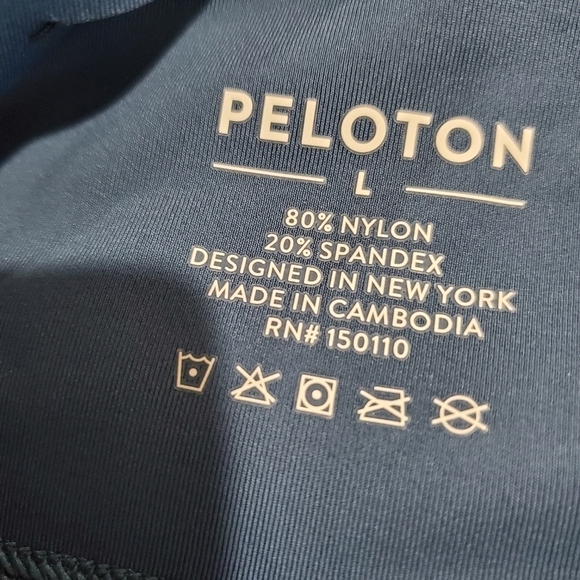 PELOTON
L
80% NYLON
20% SPANDEX
DESIGNED IN NEW YORK
MADE IN CAMBODIA
RN# 150110